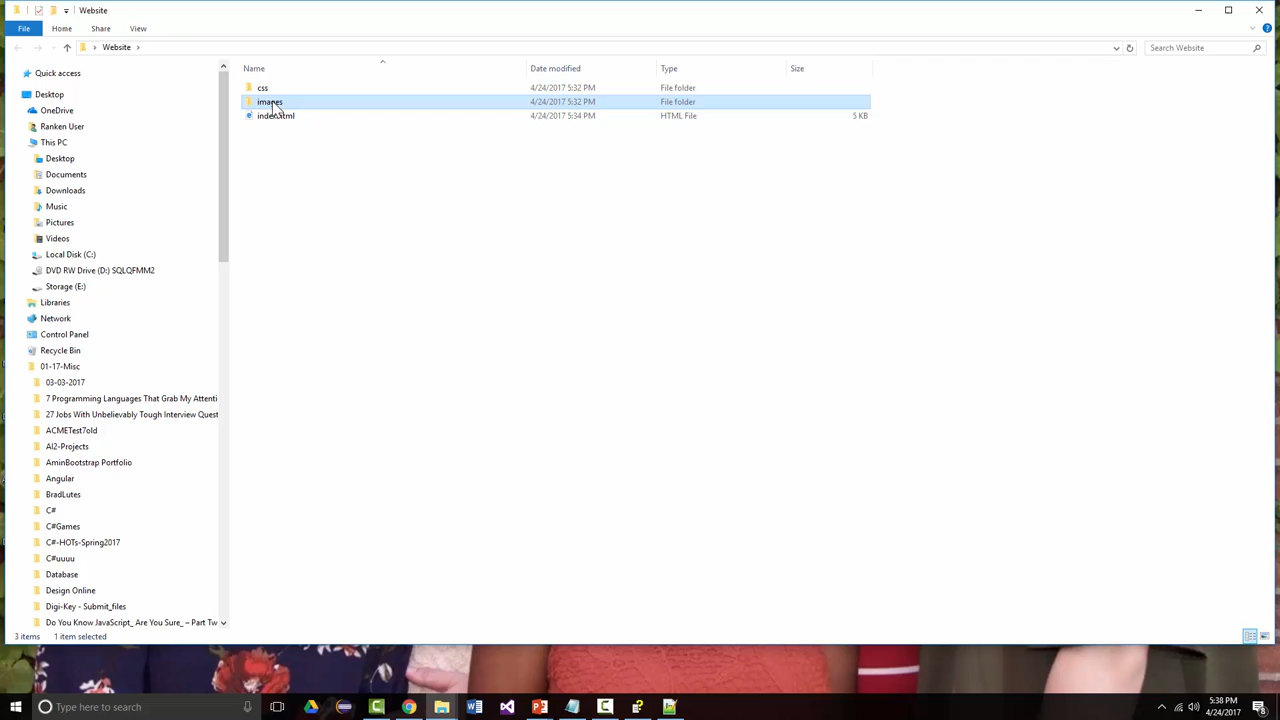 Website
File Home Share View
Website Search Website
Name Date modified Type Size
css 4/24/2017 5:32 PM File folder
images 4/24/2017 5:32 PM File folder
index.html 4/24/2017 5:34 PM HTML File 5 KB
Quick access
Desktop
OneDrive
Ranken User
This PC
Desktop
Documents
Downloads
Music
Pictures
Videos
Local Disk (C:)
DVD RW Drive (D:) SQLQFMM2
Storage (E:)
Libraries
Network
Control Panel
Recycle Bin
01-17-Misc
03-03-2017
7 Programming Languages That Grab My Attenti
27 Jobs With Unbelievably Tough Interview Quest
ACMETest7old
AI2-Projects
AminBootstrap Portfolio
Angular
BradLutes
C#
C#Games
C#-HOTs-Spring2017
C#uuuu
Database
Design Online
Digi-Key - Submit_files
Do You Know JavaScript_ Are You Sure_ – Part Tw
3 items 1 item selected
Type here to search
5:38 PM
4/24/2017